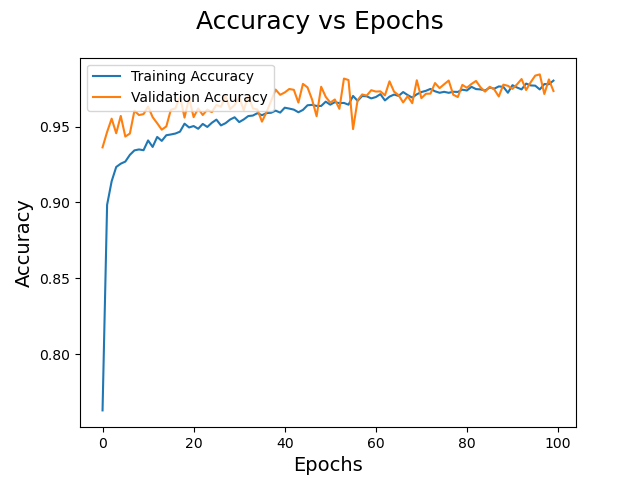 Accuracy vs Epochs
Training Accuracy
Validation Accuracy
0.95
0.90
0.85
0.80
Accuracy
0 20 40 60 80 100
Epochs